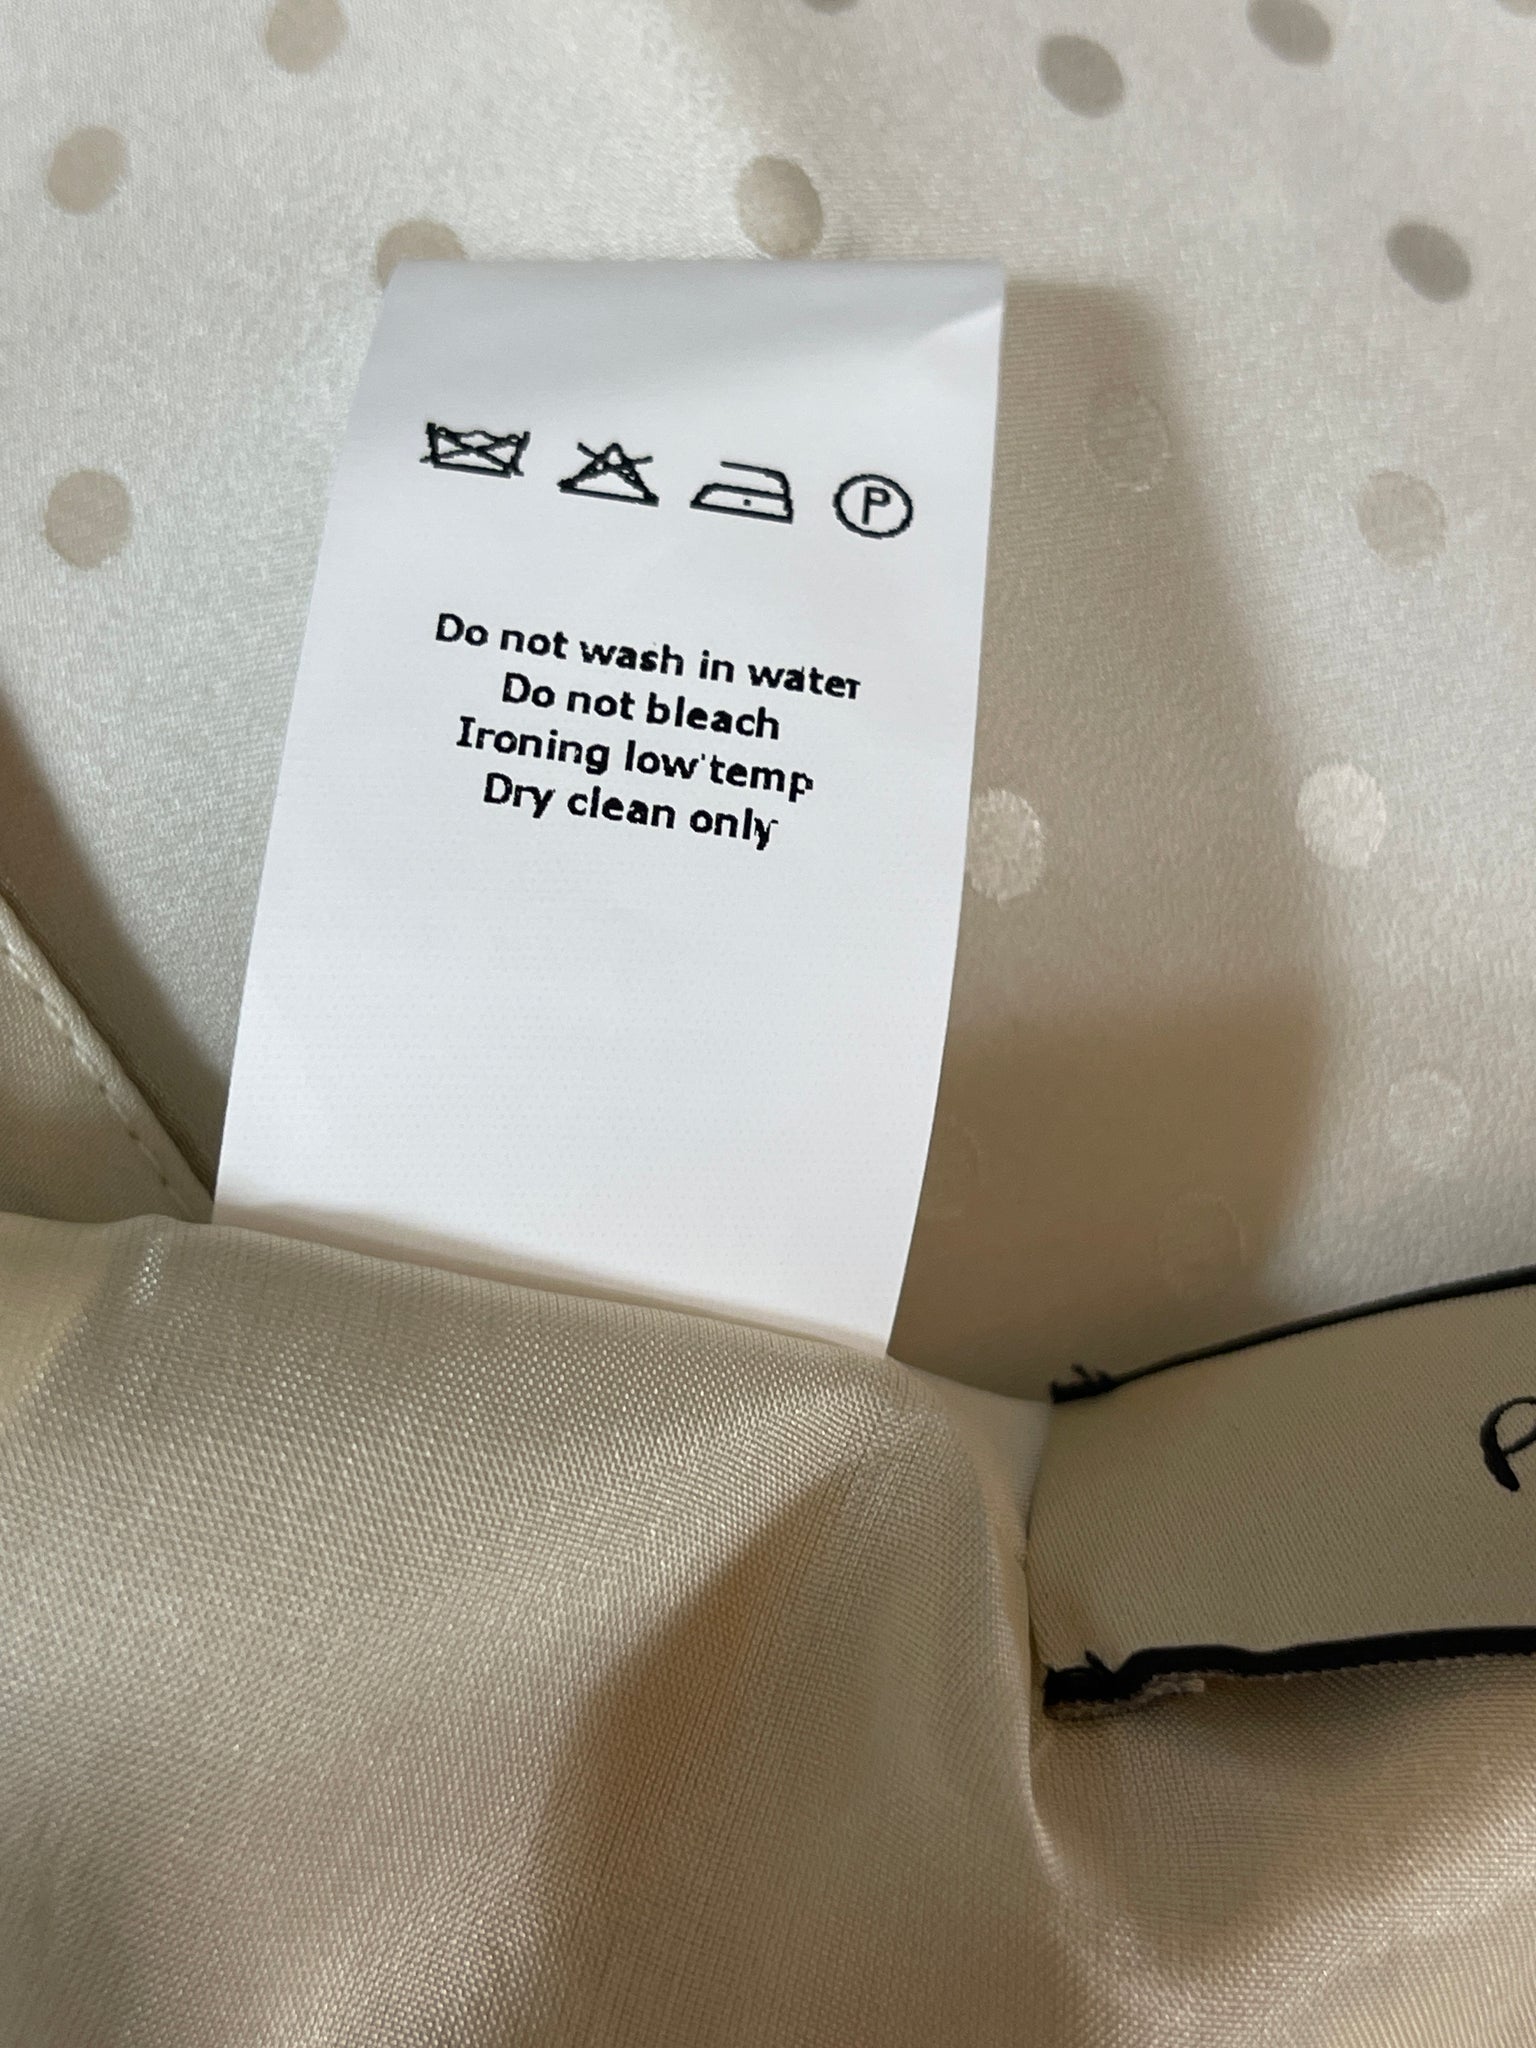 P
Do not wash in water
Do not bleach
Ironing low temp
Dry clean only